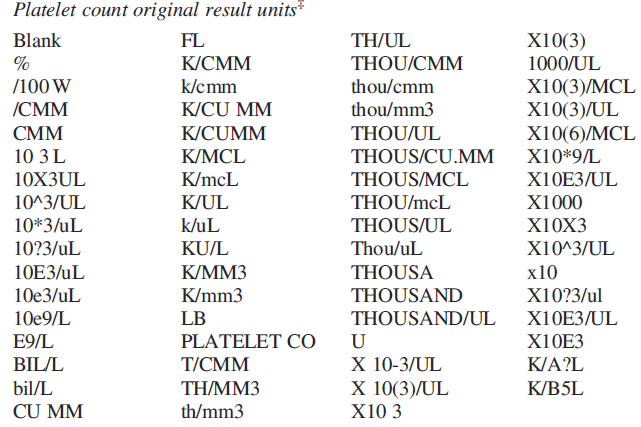 Platelet count original result units‡
Blank FL TH/UL X10(3)
% K/CMM THOU/CMM 1000/UL
/100 W k/cmm thou/cmm X10(3)/MCL
/CMM K/CU MM thou/mm3 X10(3)/UL
CMM K/CUMM THOU/UL X10(6)/MCL
10 3 L K/MCL THOUS/CU.MM X10*9/L
10X3UL K/mcL THOUS/MCL X10E3/UL
10^3/UL K/UL THOU/mcL X1000
10*3/uL k/uL THOUS/UL X10X3
10?3/uL KU/L Thou/uL X10^3/UL
10E3/uL K/MM3 THOUSA x10
10e3/uL K/mm3 THOUSAND X10?3/ul
10e9/L LB THOUSAND/UL X10E3/UL
E9/L PLATELET CO U X10E3
BIL/L T/CMM X 10-3/UL K/A?L
bil/L TH/MM3 X 10(3)/UL K/B5L
CU MM th/mm3 X10 3